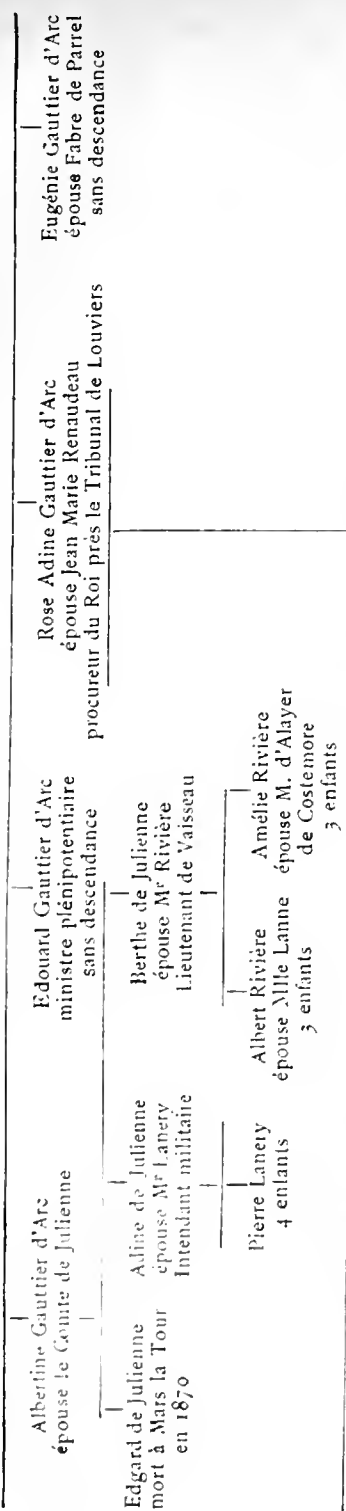 Albertine Gauttier d'Arc
épouse le Comte de Julienne
Edouard Gauttier d'Arc
ministre plénipotentiaire
sans descendance
Rose Adine Gauttier d'Arc
épouse Jean Marie Renaudeau
procureur du Roi près le Tribunal de Louviers
Eugénie Gauttier d'Arc
épouse Fabre de Parrel
sans descendance
Edgard de Julienne
mort à Mars la Tour
en 1870
Adine de Julienne
épouse Mr Lanery
Intendant militaire
Berthe de Julienne
épouse Mr Rivière
Lieutenant de Vaisseau
Pierre Lanery
4 enfants
Albert Rivière
épouse Mlle Lanne
3 enfants
Amélie Rivière
épouse M. d'Alayer
de Costemore
3 enfants